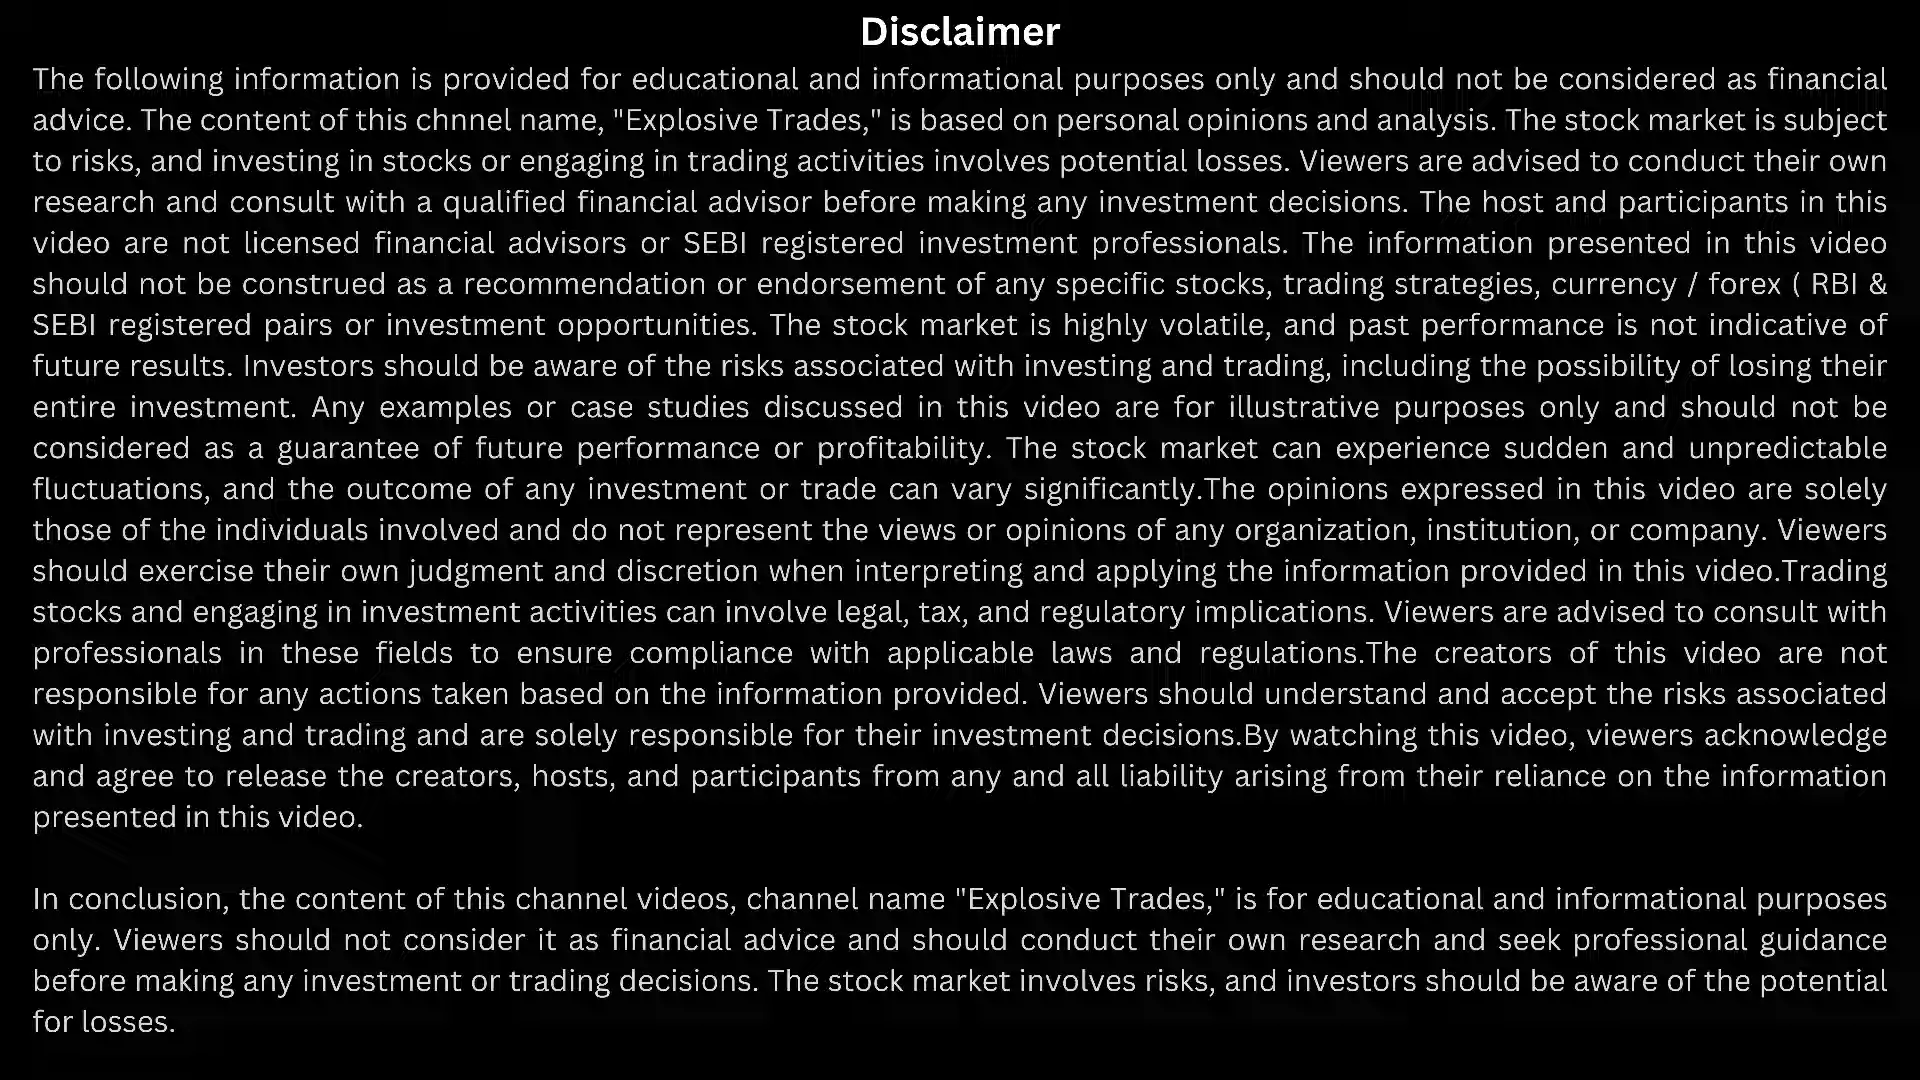 Disclaimer
The following information is provided for educational and informational purposes only and should not be considered as financial
advice. The content of this chnnel name, "Explosive Trades," is based on personal opinions and analysis. The stock market is subject
to risks, and investing in stocks or engaging in trading activities involves potential losses. Viewers are advised to conduct their own
research and consult with a qualified financial advisor before making any investment decisions. The host and participants in this
video are not licensed financial advisors or SEBI registered investment professionals. The information presented in this video
should not be construed as a recommendation or endorsement of any specific stocks, trading strategies, currency / forex ( RBI &
SEBI registered pairs or investment opportunities. The stock market is highly volatile, and past performance is not indicative of
future results. Investors should be aware of the risks associated with investing and trading, including the possibility of losing their
entire investment. Any examples or case studies discussed in this video are for illustrative purposes only and should not be
considered as a guarantee of future performance or profitability. The stock market can experience sudden and unpredictable
fluctuations, and the outcome of any investment or trade can vary significantly.The opinions expressed in this video are solely
those of the individuals involved and do not represent the views or opinions of any organization, institution, or company. Viewers
should exercise their own judgment and discretion when interpreting and applying the information provided in this video.Trading
stocks and engaging in investment activities can involve legal, tax, and regulatory implications. Viewers are advised to consult with
professionals in these fields to ensure compliance with applicable laws and regulations.The creators of this video are not
responsible for any actions taken based on the information provided. Viewers should understand and accept the risks associated
with investing and trading and are solely responsible for their investment decisions.By watching this video, viewers acknowledge
and agree to release the creators, hosts, and participants from any and all liability arising from their reliance on the information
presented in this video.
In conclusion, the content of this channel videos, channel name "Explosive Trades," is for educational and informational purposes
only. Viewers should not consider it as financial advice and should conduct their own research and seek professional guidance
before making any investment or trading decisions. The stock market involves risks, and investors should be aware of the potential
for losses.